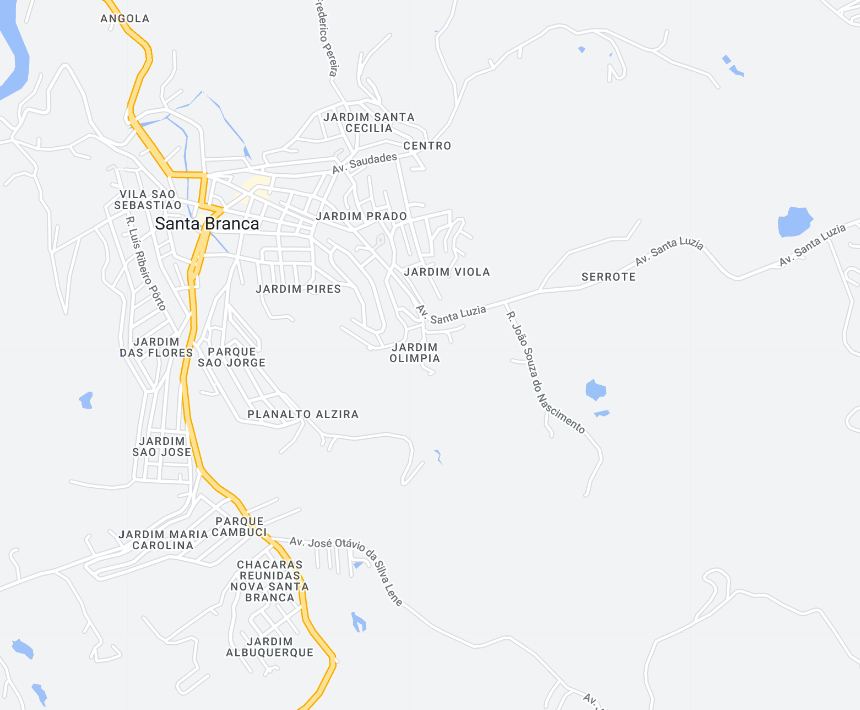 ANGOLA
Frederico Pereira
JARDIM SANTA
CECILIA
CENTRO
Av. Saudades
VILA SAO
SEBASTIAO
JARDIM PRADO
Santa Branca
Av. Santa Luzia
Av. Santa Luzia
R. Luis Ribeiro Pôrto
JARDIM VIOLA
SERROTE
JARDIM PIRES
Av. Santa Luzia
R. João Souza do Nascimento
JARDIM
DAS FLORES
PARQUE
SAO JORGE
JARDIM
OLIMPIA
PLANALTO ALZIRA
JARDIM
SAO JOSE
PARQUE
CAMBUCI
JARDIM MARIA
CAROLINA
Av. José Otávio da Silva Lene
CHACARAS
REUNIDAS
NOVA SANTA
BRANCA
JARDIM
ALBUQUERQUE
Av.